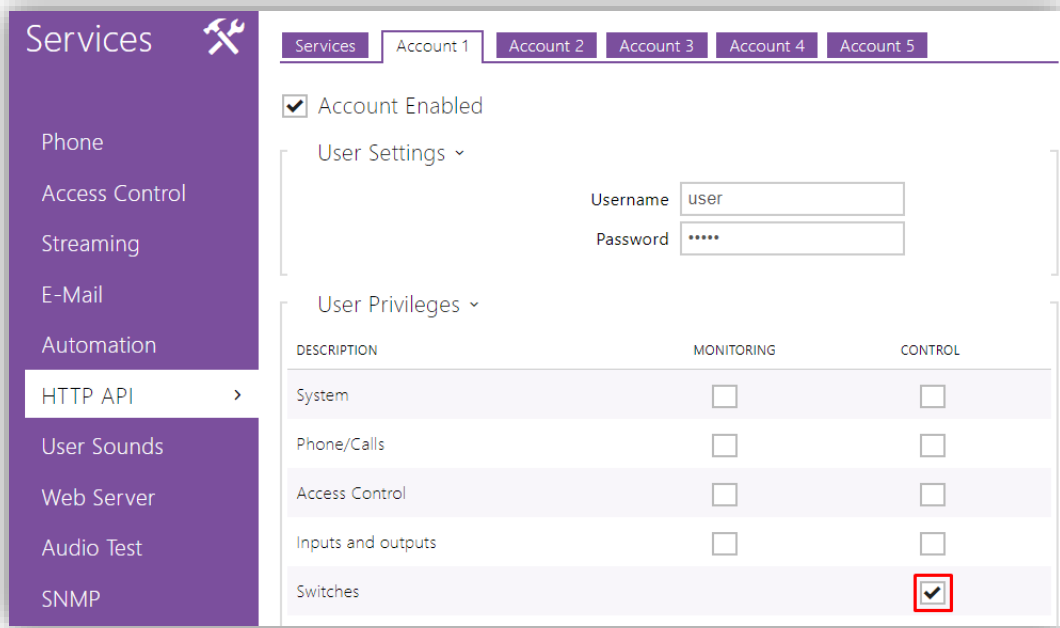 Services
Phone
Access Control
Streaming
E-Mail
Automation
HTTP API
User Sounds
Web Server
Audio Test
SNMP
Services Account 1 Account 2 Account 3 Account 4 Account 5
Account Enabled
User Settings
Username user
Password •••••
User Privileges
DESCRIPTION MONITORING CONTROL
System
Phone/Calls
Access Control
Inputs and outputs
Switches